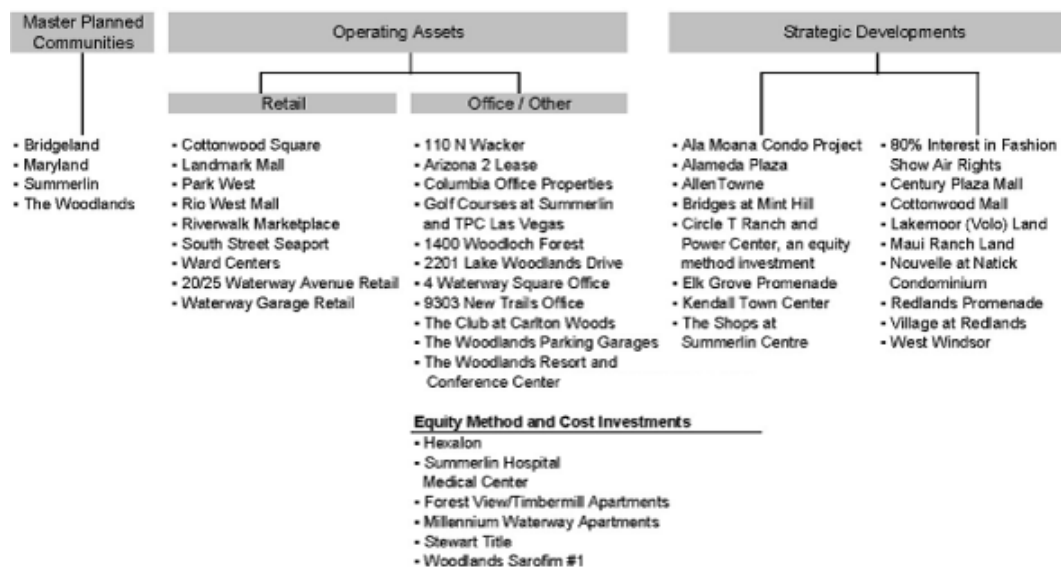 Master Planned
Communities
Operating Assets
Strategic Developments
Retail
Office / Other
▪ Bridgeland
▪ Maryland
▪ Summerlin
▪ The Woodlands
▪ Cottonwood Square
▪ Landmark Mall
▪ Park West
▪ Rio West Mall
▪ Riverwalk Marketplace
▪ South Street Seaport
▪ Ward Centers
▪ 20/25 Waterway Avenue Retail
▪ Waterway Garage Retail
▪ 110 N Wacker
▪ Arizona 2 Lease
▪ Columbia Office Properties
▪ Golf Courses at Summerlin
and TPC Las Vegas
▪ 1400 Woodloch Forest
▪ 2201 Lake Woodlands Drive
▪ 4 Waterway Square Office
▪ 9303 New Trails Office
▪ The Club at Carlton Woods
▪ The Woodlands Parking Garages
▪ The Woodlands Resort and
Conference Center
Equity Method and Cost Investments
▪ Hexalon
▪ Summerlin Hospital
Medical Center
▪ Forest View/Timbermill Apartments
▪ Millennium Waterway Apartments
▪ Stewart Title
▪ Woodlands Sarofim #1
▪ Ala Moana Condo Project
▪ Alameda Plaza
▪ AllenTowne
▪ Bridges at Mint Hill
▪ Circle T Ranch and
Power Center, an equity
method investment
▪ Elk Grove Promenade
▪ Kendall Town Center
▪ The Shops at
Summerlin Centre
▪ 80% Interest in Fashion
Show Air Rights
▪ Century Plaza Mall
▪ Cottonwood Mall
▪ Lakemoor (Volo) Land
▪ Maui Ranch Land
▪ Nouvelle at Natick
Condominium
▪ Redlands Promenade
▪ Village at Redlands
▪ West Windsor